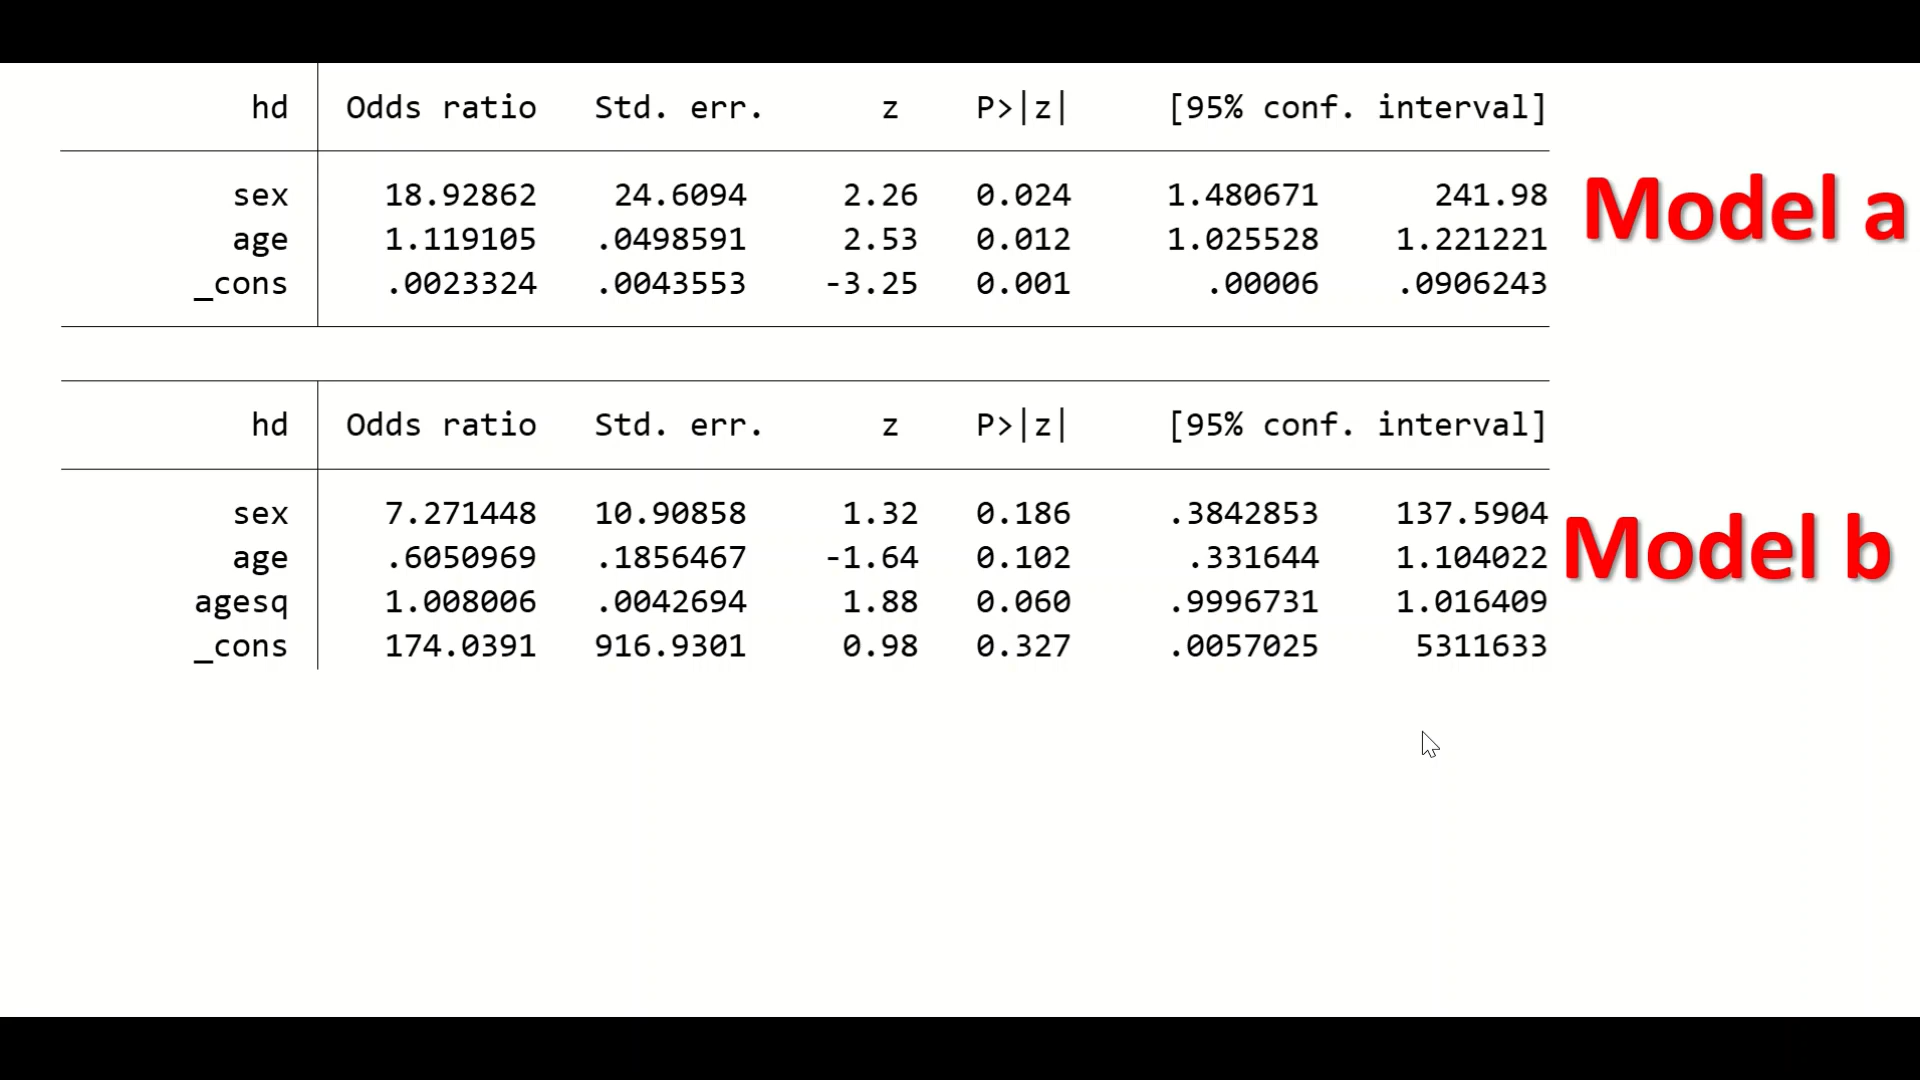 hd Odds ratio Std. err. z P>|z| [95% conf. interval]
sex 18.92862 24.6094 2.26 0.024 1.480671 241.98
age 1.119105 .0498591 2.53 0.012 1.025528 1.221221
_cons .0023324 .0043553 -3.25 0.001 .00006 .0906243
Model a
hd Odds ratio Std. err. z P>|z| [95% conf. interval]
sex 7.271448 10.90858 1.32 0.186 .3842853 137.5904
age .6050969 .1856467 -1.64 0.102 .331644 1.104022
agesq 1.008006 .0042694 1.88 0.060 .9996731 1.016409
_cons 174.0391 916.9301 0.98 0.327 .0057025 5311633
Model b